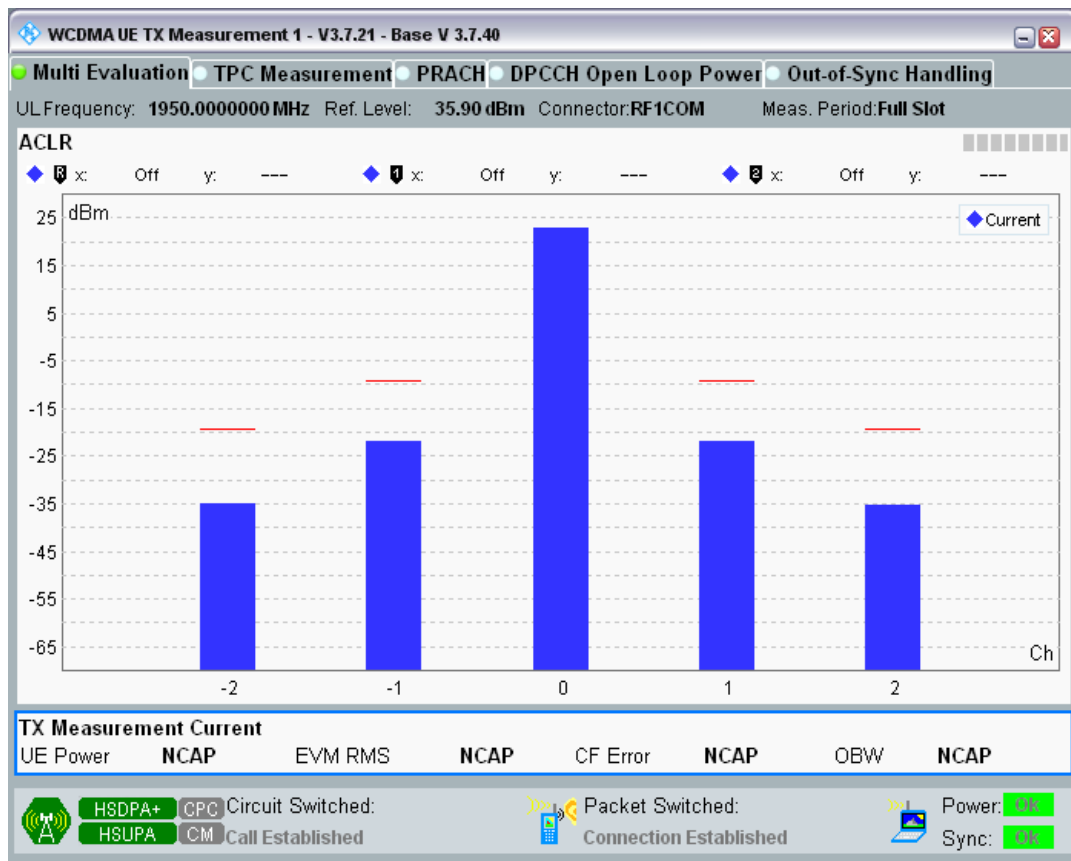 WCDMA UE TX Measurement 1 - V3.7.21 - Base V 3.7.40
Multi Evaluation TPC Measurement PRACH DPCCH Open Loop Power Out-of-Sync Handling
UL Frequency: 1950.0000000 MHz Ref. Level: 35.90 dBm Connector:RF1COM Meas. Period:Full Slot
ACLR
R x: Off y: --- 1 x: Off y: --- 2 x: Off y: ---
dBm
Current
25
15
5
-5
-15
-25
-35
-45
-55
-65
Ch
-2 -1 0 1 2
TX Measurement Current
UE Power NCAP EVM RMS NCAP CF Error NCAP OBW NCAP
HSDPA+ CPC Circuit Switched: Packet Switched: Power: OK
HSUPA CM Call Established Connection Established Sync: OK